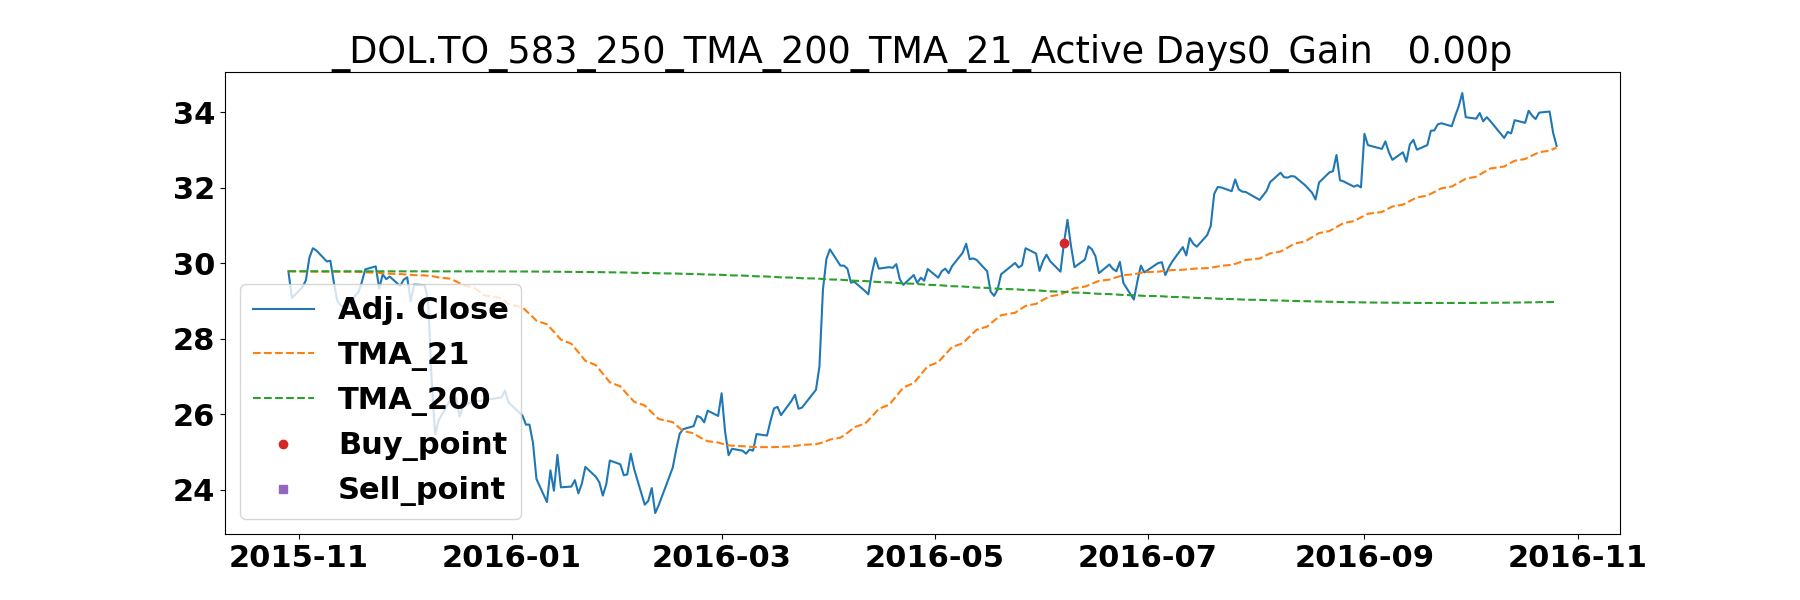 _DOL.TO_583_250_TMA_200_TMA_21_Active Days0_Gain   0.00p
34
32
30
28
26
24
Adj. Close
TMA_21
TMA_200
Buy_point
Sell_point
2015-11 2016-01 2016-03 2016-05 2016-07 2016-09 2016-11